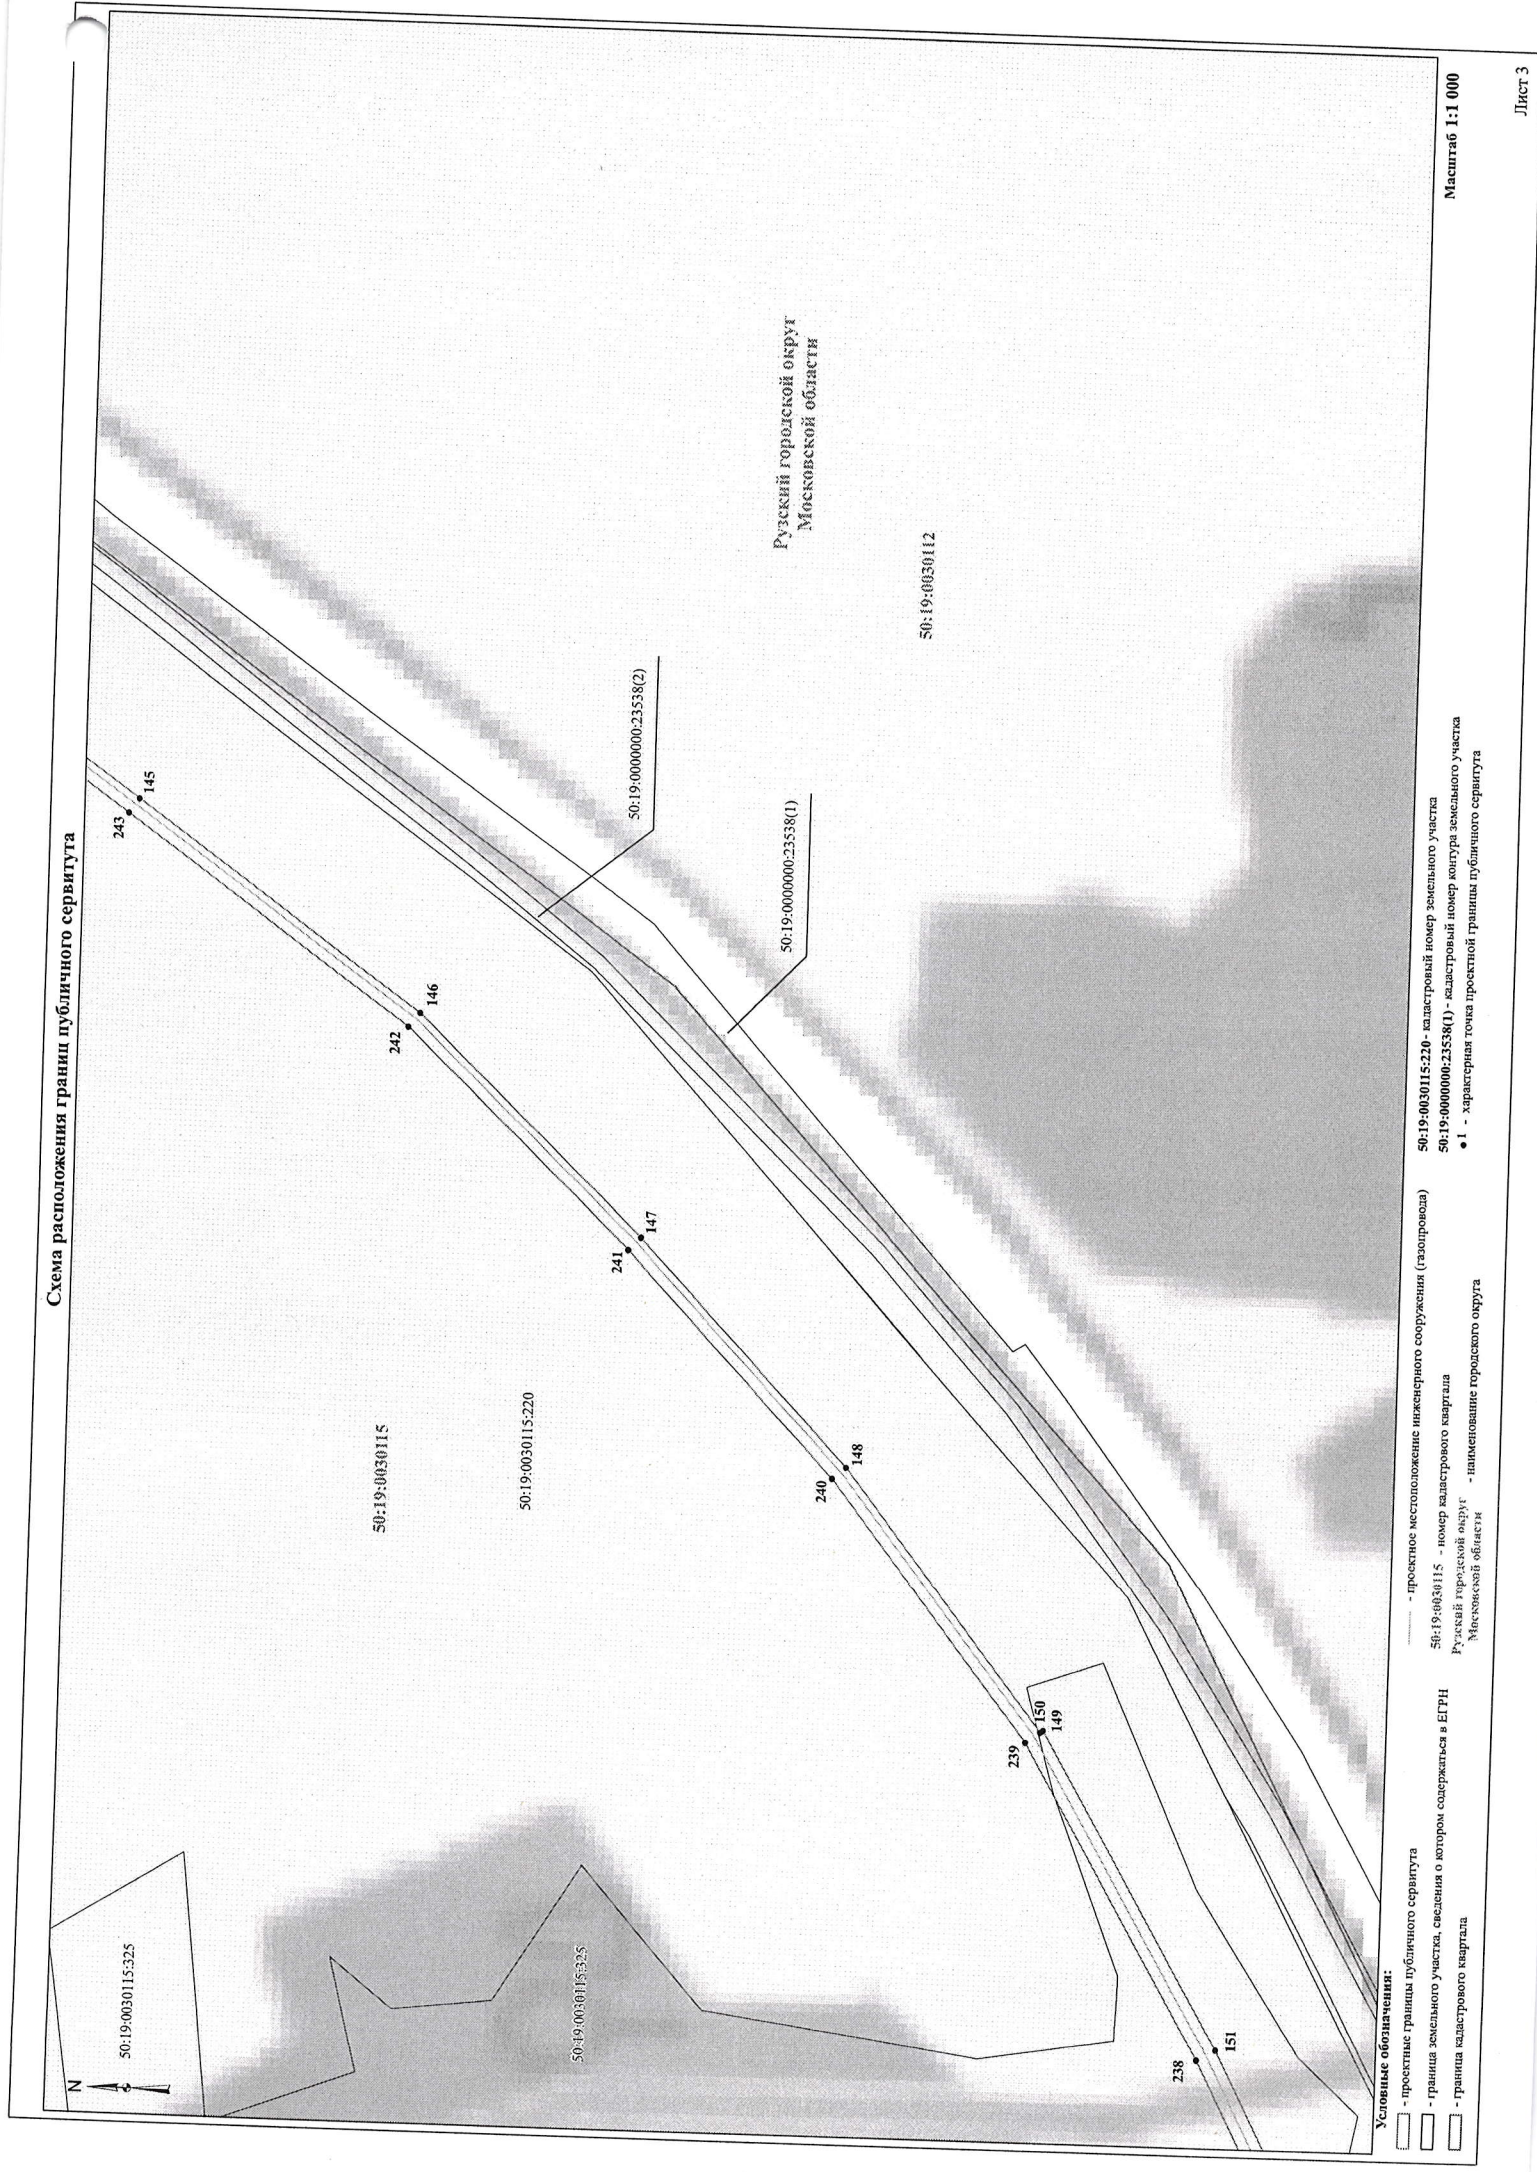 Схема расположения границ публичного сервитута
N
50:19:0030115:325
50:19:0030115:325
50:19:0030115
50:19:0030115:220
243
145
242
146
241
147
240
148
239
150
149
238
151
50:19:0000000:23538(2)
50:19:0000000:23538(1)
Рузский городской округ
Московской области
50:19:0030112
Условные обозначения:
- проектные границы публичного сервитута
- граница земельного участка, сведения о котором содержаться в ЕГРН
- граница кадастрового квартала
- проектное местоположение инженерного сооружения (газопровода)
50:19:0030115 - номер кадастрового квартала
Рузский городской округ
Московской области - наименование городского округа
50:19:0030115:220 - кадастровый номер земельного участка
50:19:0000000:23538(1) - кадастровый номер контура земельного участка
•1 - характерная точка проектной границы публичного сервитута
Масштаб 1:1 000
Лист 3